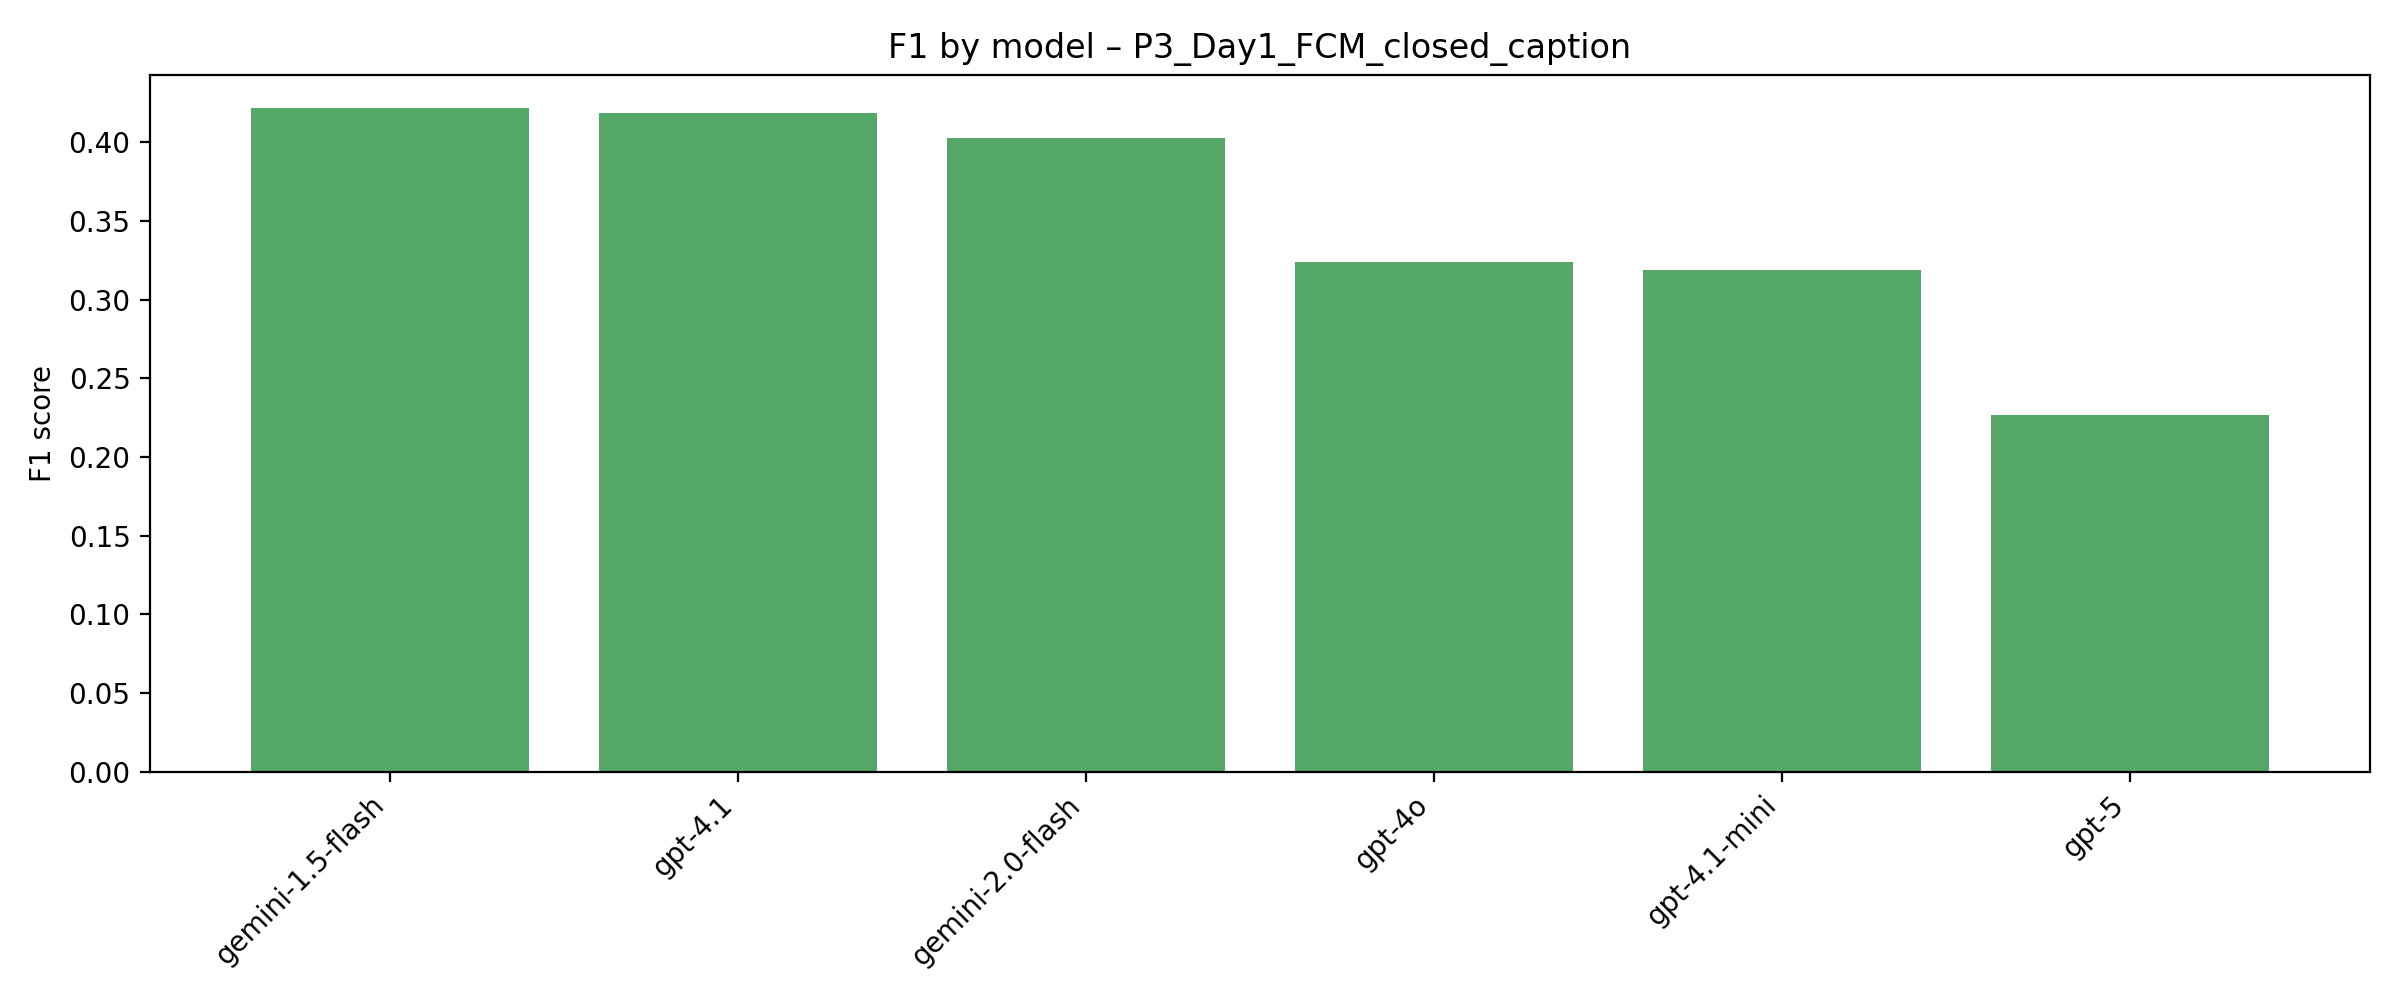 F1 by model – P3_Day1_FCM_closed_caption
F1 score
0.40
0.35
0.30
0.25
0.20
0.15
0.10
0.05
0.00
gemini-1.5-flash
gpt-4.1
gemini-2.0-flash
gpt-4o
gpt-4.1-mini
gpt-5